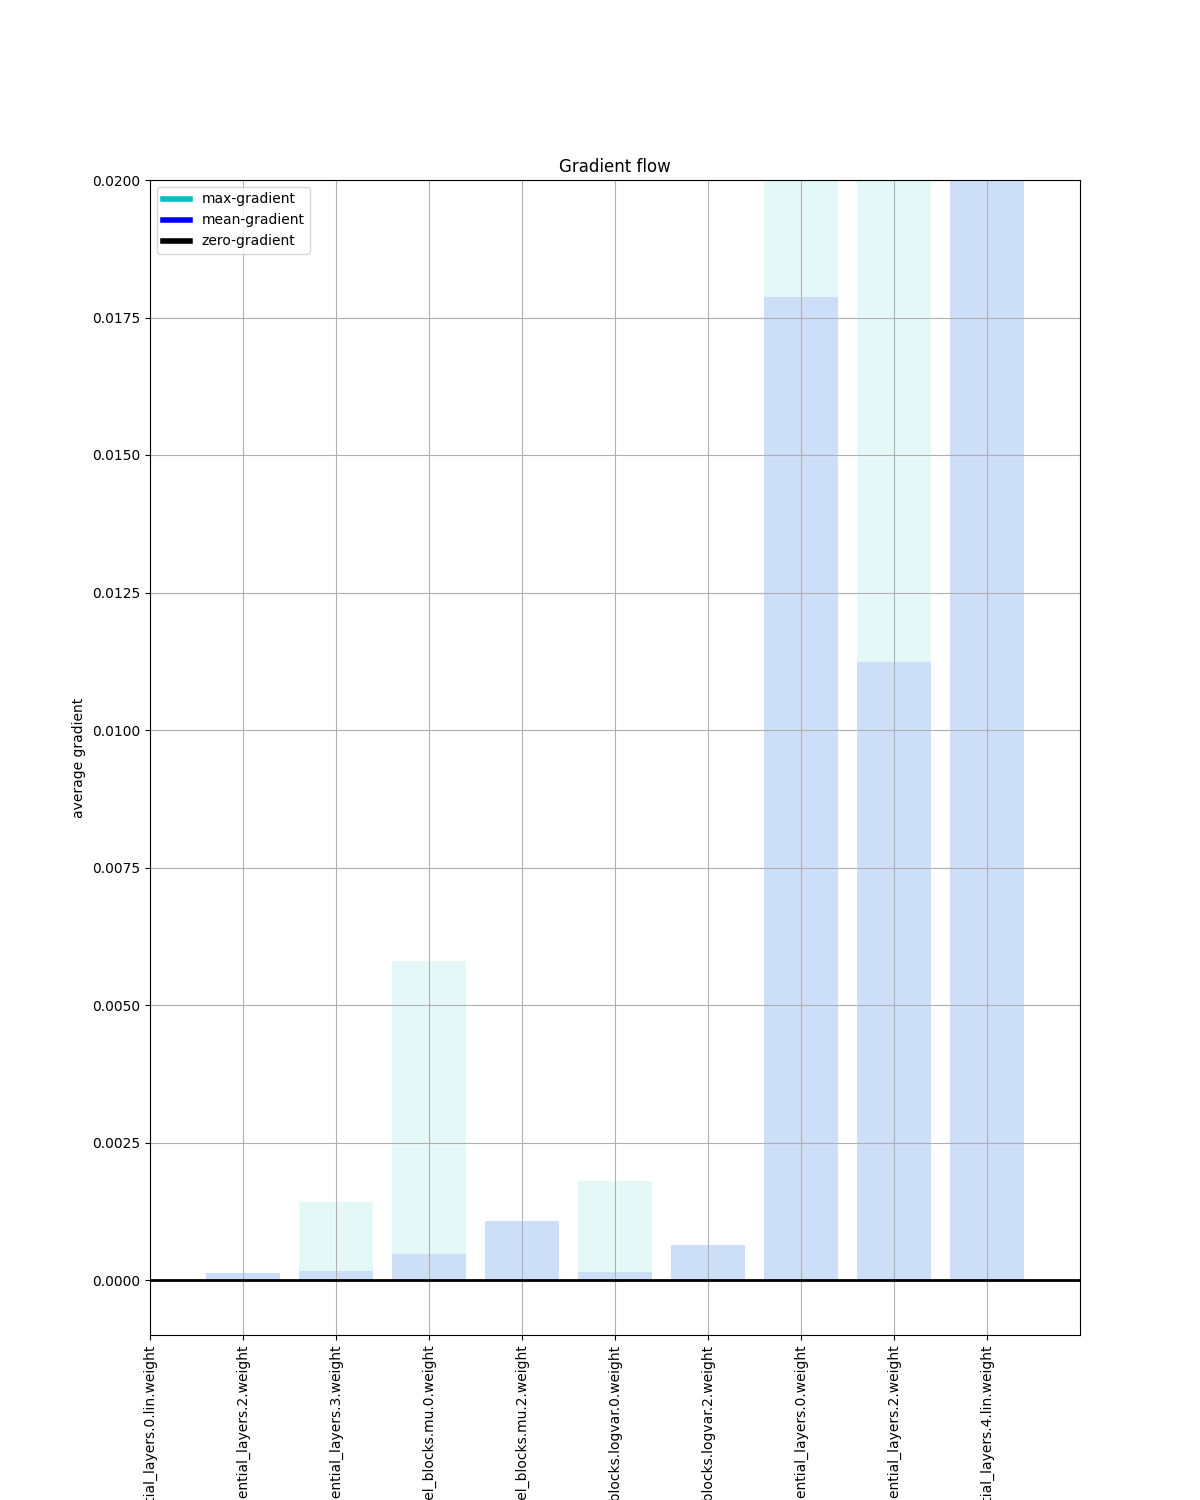 Gradient flow
max-gradient
mean-gradient
zero-gradient
0.0200
0.0175
0.0150
0.0125
0.0100
0.0075
0.0050
0.0025
0.0000
average gradient
tial_layers.0.lin.weight
ential_layers.2.weight
ential_layers.3.weight
el_blocks.mu.0.weight
el_blocks.mu.2.weight
blocks.logvar.0.weight
blocks.logvar.2.weight
ential_layers.0.weight
ential_layers.2.weight
tial_layers.4.lin.weight